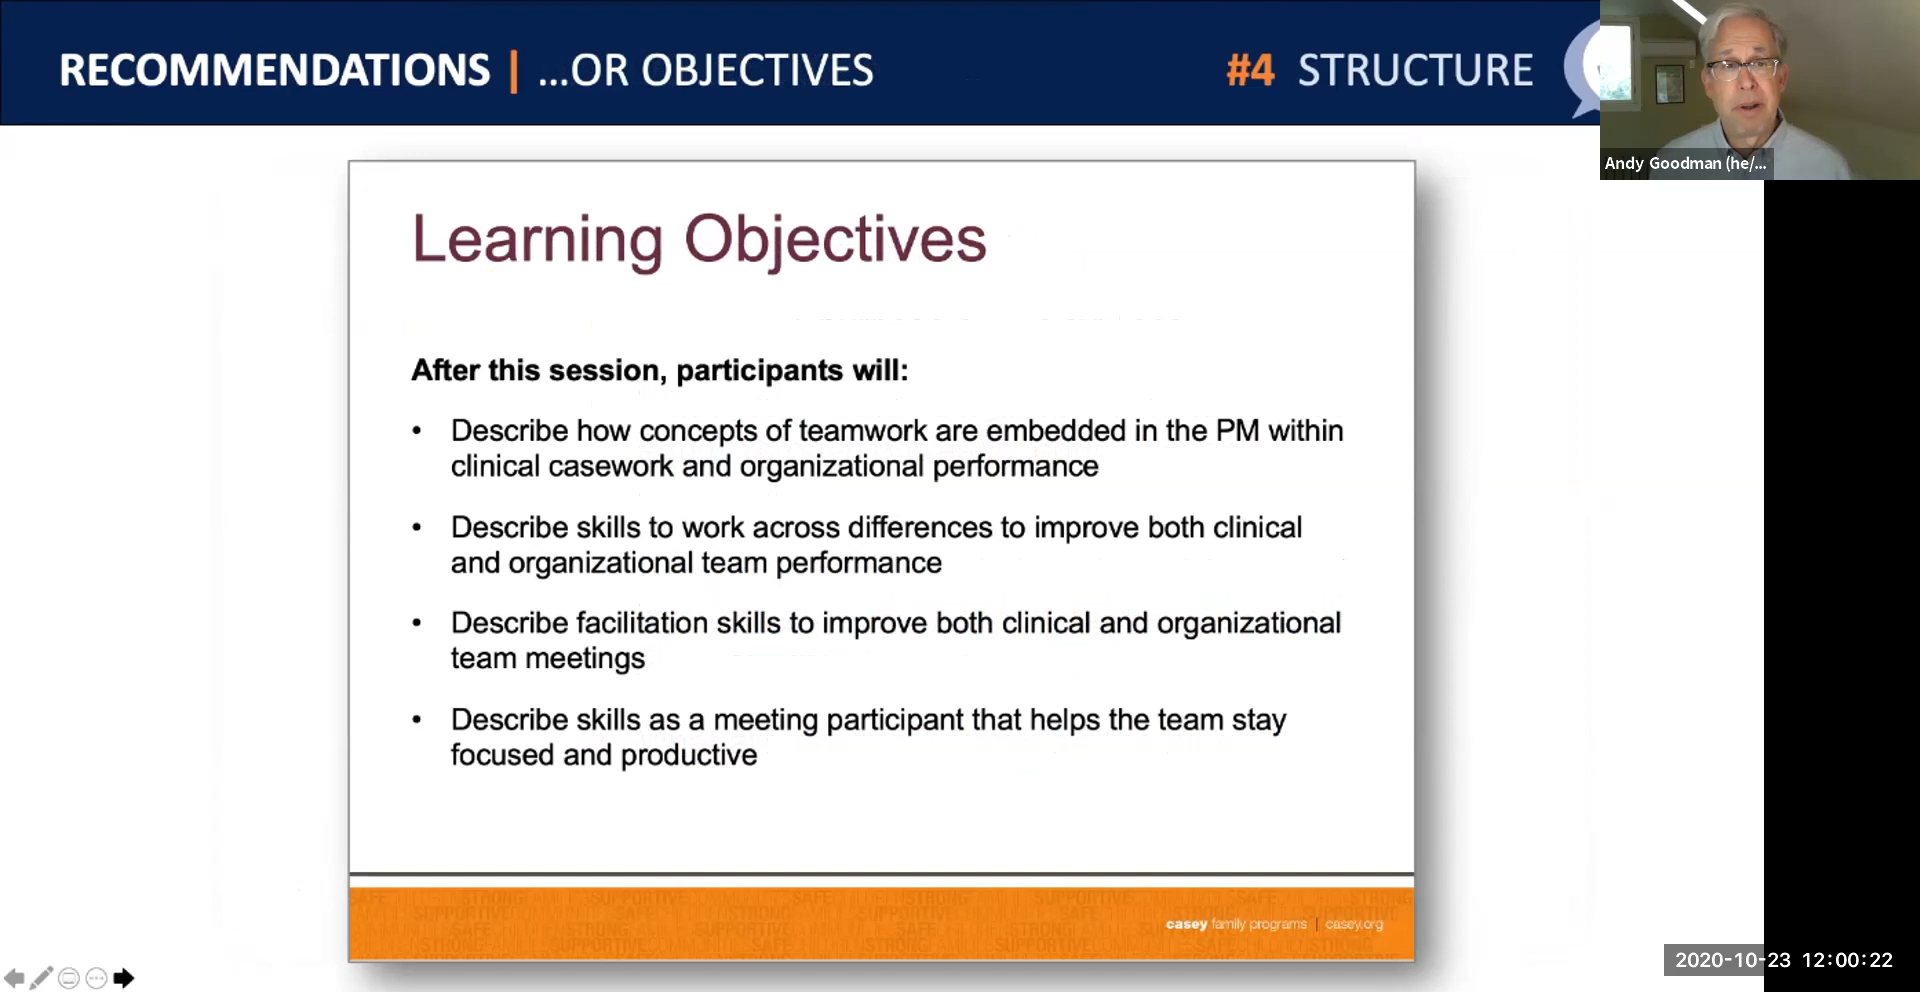 RECOMMENDATIONS | ...OR OBJECTIVES
#4 STRUCTURE
Andy Goodman (he/...
Learning Objectives
After this session, participants will:
• Describe how concepts of teamwork are embedded in the PM within
clinical casework and organizational performance
• Describe skills to work across differences to improve both clinical
and organizational team performance
• Describe facilitation skills to improve both clinical and organizational
team meetings
• Describe skills as a meeting participant that helps the team stay
focused and productive
casey family programs | casey.org
2020-10-23 12:00:22